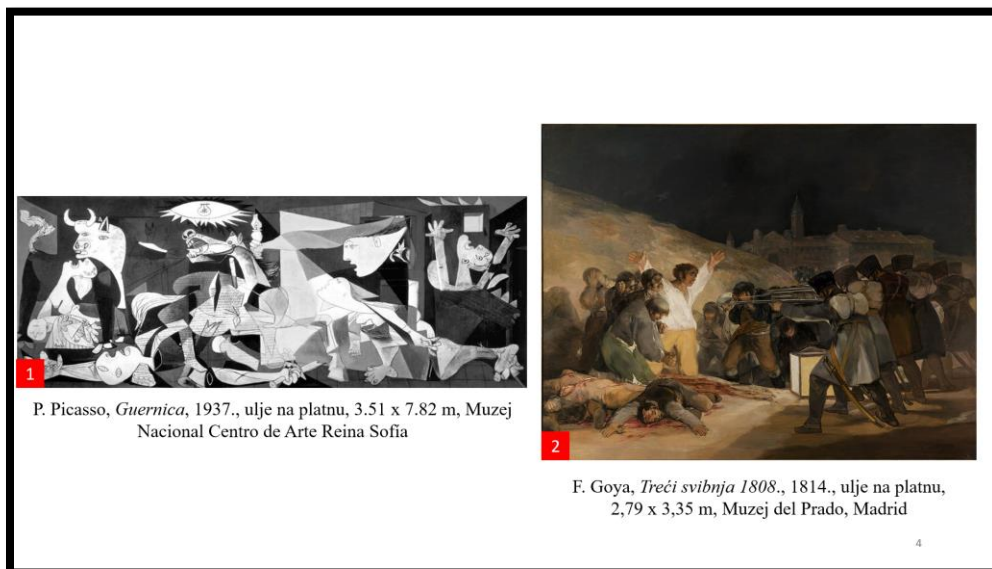 1
P. Picasso, Guernica, 1937., ulje na platnu, 3.51 x 7.82 m, Muzej
Nacional Centro de Arte Reina Sofía
2
F. Goya, Treći svibnja 1808., 1814., ulje na platnu,
2,79 x 3,35 m, Muzej del Prado, Madrid
4